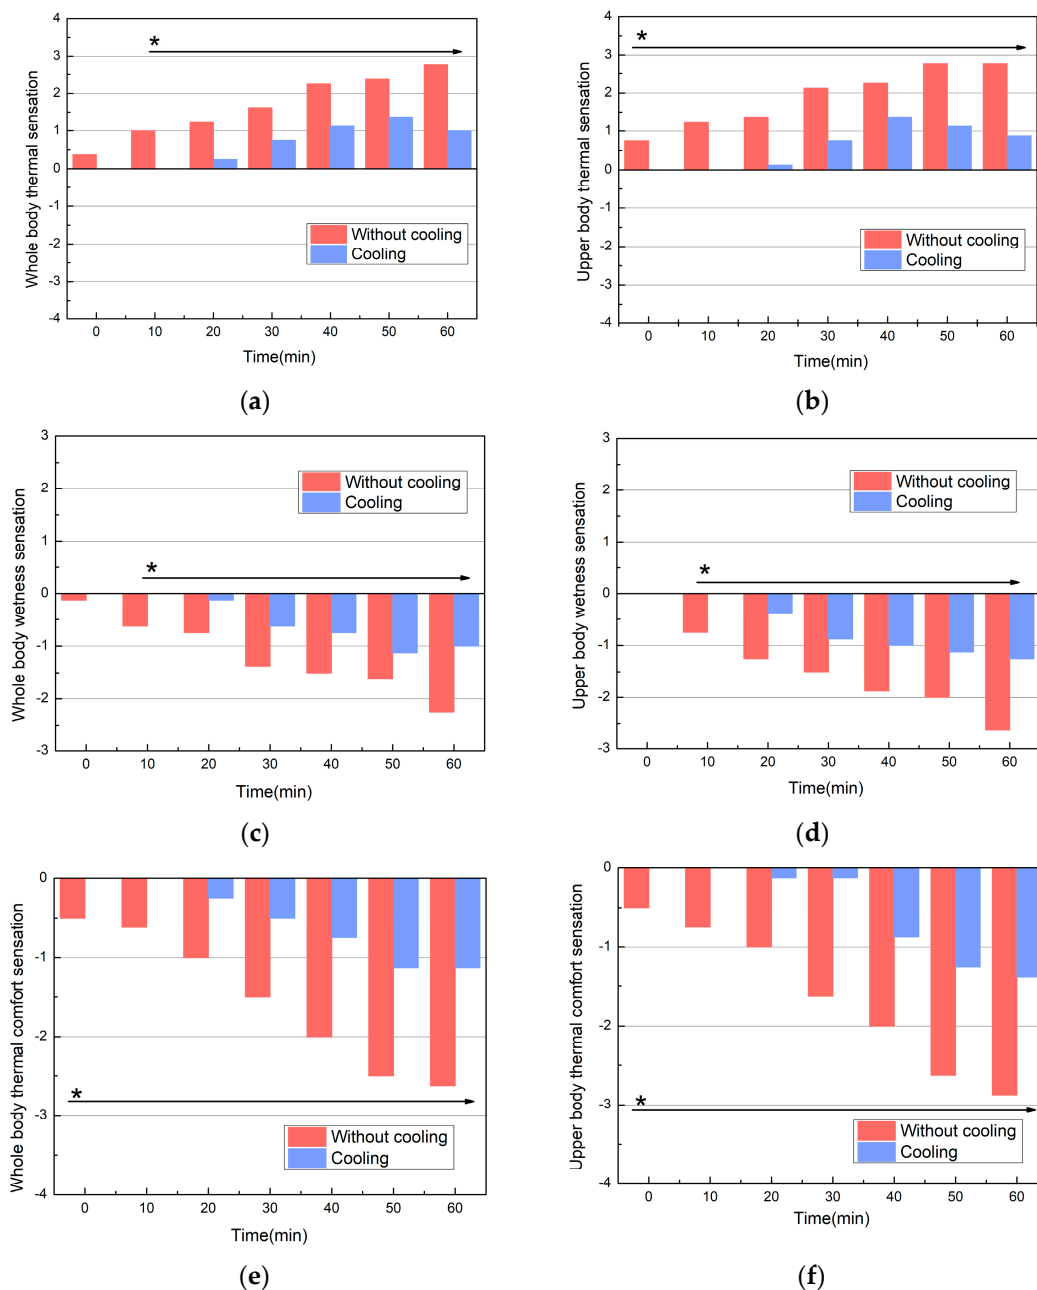 4
3
2
1
0
-1
-2
-3
-4
Whole body thermal sensation
*
Without cooling
Cooling
0 10 20 30 40 50 60
Time(min)
(a)
4
3
2
1
0
-1
-2
-3
-4
Upper body thermal sensation
*
Without cooling
Cooling
0 10 20 30 40 50 60
Time(min)
(b)
3
2
1
0
-1
-2
-3
Whole body wetness sensation
Without cooling
Cooling
*
0 10 20 30 40 50 60
Time(min)
(c)
3
2
1
0
-1
-2
-3
Upper body wetness sensation
Without cooling
Cooling
*
0 10 20 30 40 50 60
Time(min)
(d)
0
-1
-2
-3
-4
Whole body thermal comfort sensation
*
Without cooling
Cooling
0 10 20 30 40 50 60
Time(min)
(e)
0
-1
-2
-3
-4
Upper body thermal comfort sensation
*
Without cooling
Cooling
0 10 20 30 40 50 60
Time(min)
(f)